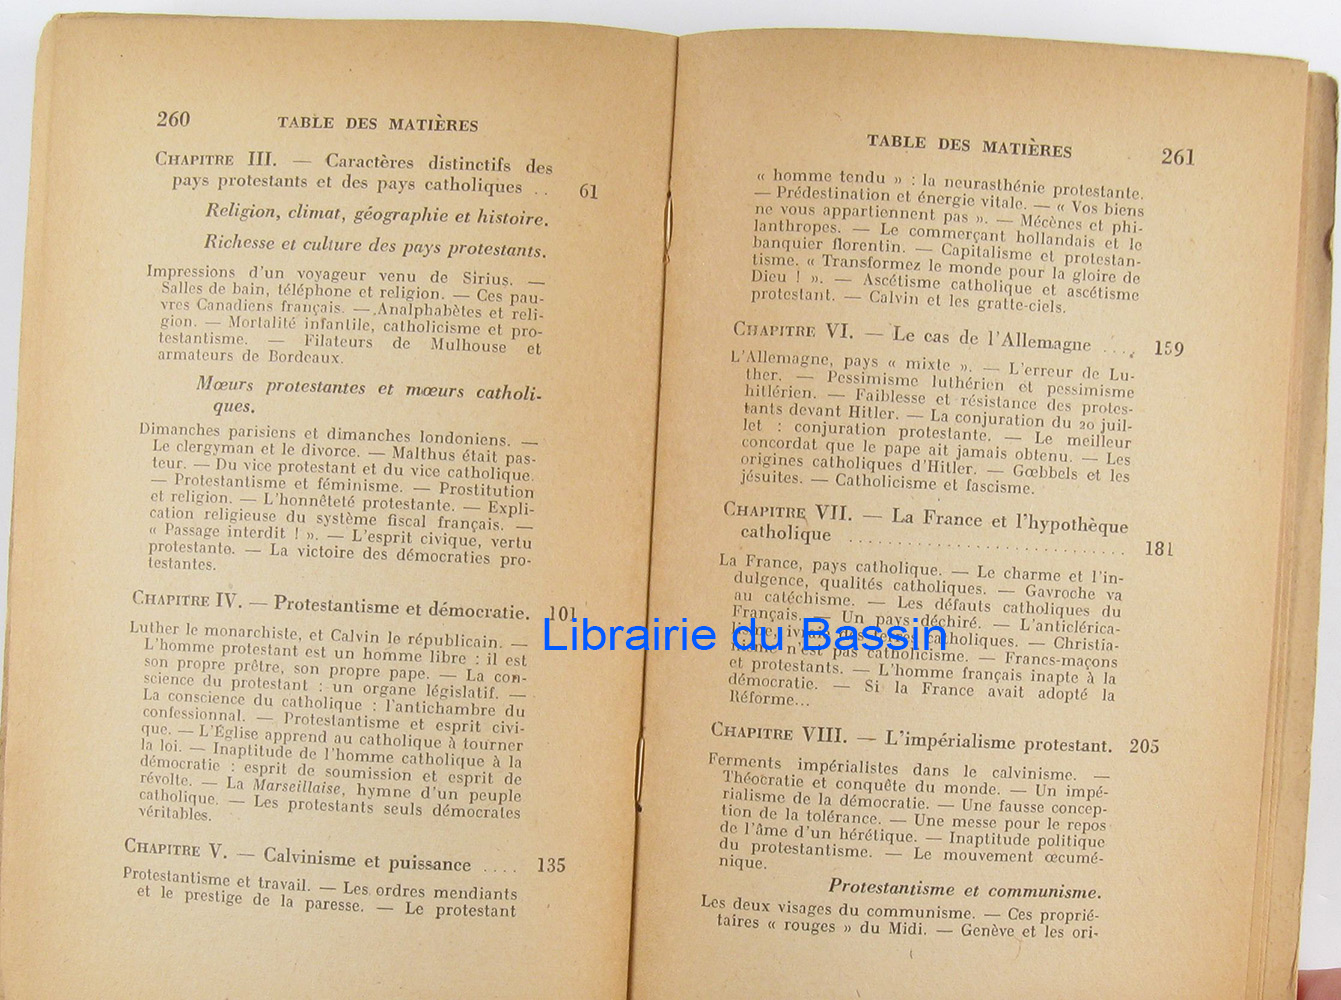 260 TABLE DES MATIÈRES
CHAPITRE III. — Caractères distinctifs des
pays protestants et des pays catholiques .. 61
Religion, climat, géographie et histoire.
Richesse et culture des pays protestants.
Impressions d'un voyageur venu de Sirius. —
Salles de bain, téléphone et religion. — Ces pau-
vres Canadiens français. — Analphabètes et reli-
gion. — Mortalité infantile, catholicisme et pro-
testantisme. — Filateurs de Mulhouse et
armateurs de Bordeaux.
Mœurs protestantes et mœurs catholi-
ques.
Dimanches parisiens et dimanches londoniens. —
Le clergyman et le divorce. — Malthus était pas-
teur. — Du vice protestant et du vice catholique.
— Protestantisme et féminisme. — Prostitution
et religion. — L'honnêteté protestante. — Expli-
cation religieuse du système fiscal français. —
« Passage interdit ! ». — L'esprit civique, vertu
protestante. — La victoire des démocraties pro-
testantes.
CHAPITRE IV. — Protestantisme et démocratie. 101
Luther le monarchiste, et Calvin le républicain. —
L'homme protestant est un homme libre : il est
son propre prêtre, son propre pape. — La con-
science du protestant : un organe législatif. —
La conscience du catholique : l'antichambre du
confessionnal. — Protestantisme et esprit civi-
que. — L'Église apprend au catholique à tourner
la loi. — Inaptitude de l'homme catholique à la
démocratie : esprit de soumission et esprit de
révolte. — La Marseillaise, hymne d'un peuple
catholique. — Les protestants seuls démocrates
véritables.
CHAPITRE V. — Calvinisme et puissance .... 135
Protestantisme et travail. — Les ordres mendiants
et le prestige de la paresse. — Le protestant
TABLE DES MATIÈRES 261
« homme tendu » : la neurasthénie protestante.
— Prédestination et énergie vitale. — « Vos biens
ne vous appartiennent pas ». — Mécènes et phi-
lanthropes. — Le commerçant hollandais et le
banquier florentin. — Capitalisme et protestan-
tisme. « Transformez le monde pour la gloire de
Dieu ! ». — Ascétisme catholique et ascétisme
protestant. — Calvin et les gratte-ciels.
CHAPITRE VI. — Le cas de l'Allemagne .... 159
L'Allemagne, pays « mixte ». — L'erreur de Lu-
ther. — Pessimisme luthérien et pessimisme
hitlérien. — Faiblesse et résistance des protes-
tants devant Hitler. — La conjuration du 20 juil-
let : conjuration protestante. — Le meilleur
concordat que le pape ait jamais obtenu. — Les
origines catholiques d'Hitler. — Gœbbels et les
jésuites. — Catholicisme et fascisme.
CHAPITRE VII. — La France et l'hypothèque
catholique .......................... 181
La France, pays catholique. — Le charme et l'in-
dulgence, qualités catholiques. — Gavroche va
au catéchisme. — Les défauts catholiques du
Français. — Un pays déchiré. — L'anticlérica-
lisme, catholiques. — Christia-
nisme n'est pas catholicisme. — Francs-maçons
et protestants. — L'homme français inapte à la
démocratie. — Si la France avait adopté la
Réforme...
Librairie du Bassin
CHAPITRE VIII. — L'impérialisme protestant. 205
Ferments impérialistes dans le calvinisme. —
Théocratie et conquête du monde. — Un impé-
rialisme de la démocratie. — Une fausse concep-
tion de la tolérance. — Une messe pour le repos
de l'âme d'un hérétique. — Inaptitude politique
du protestantisme. — Le mouvement œcumé-
nique.
Protestantisme et communisme.
Les deux visages du communisme. — Ces proprié-
taires « rouges » du Midi. — Genève et les ori-